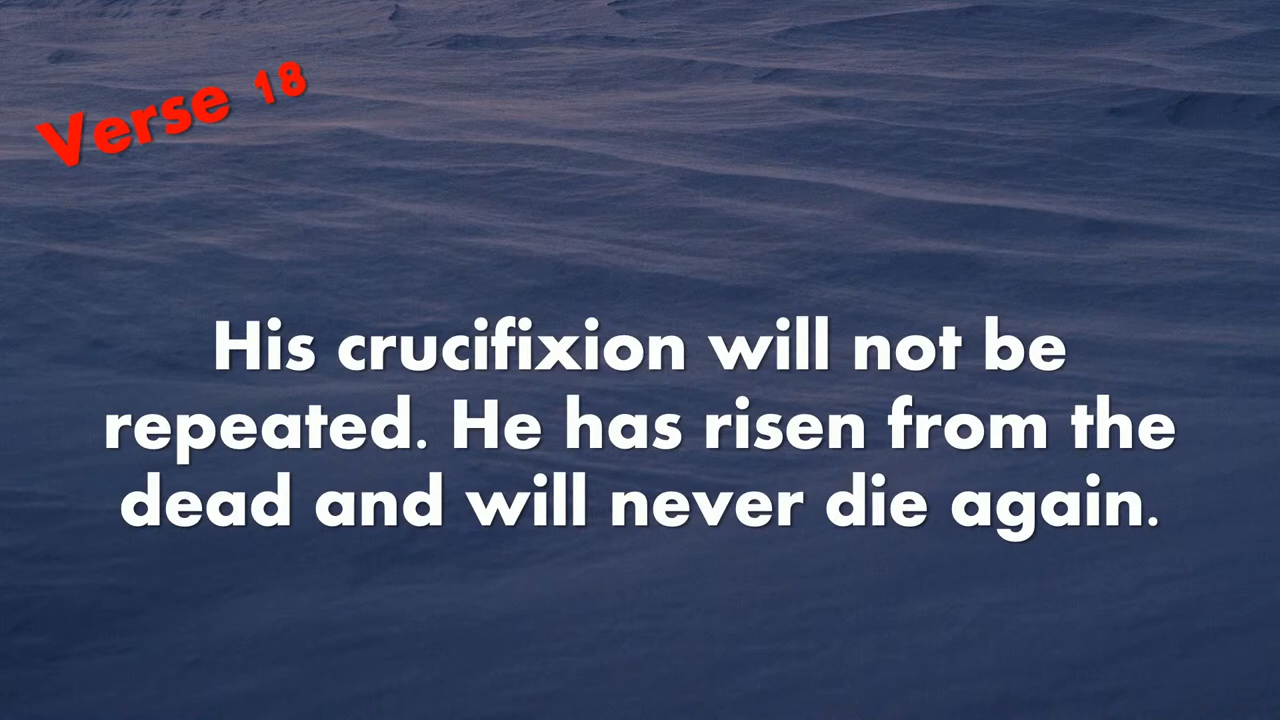 Verse 18
His crucifixion will not be
repeated. He has risen from the
dead and will never die again.